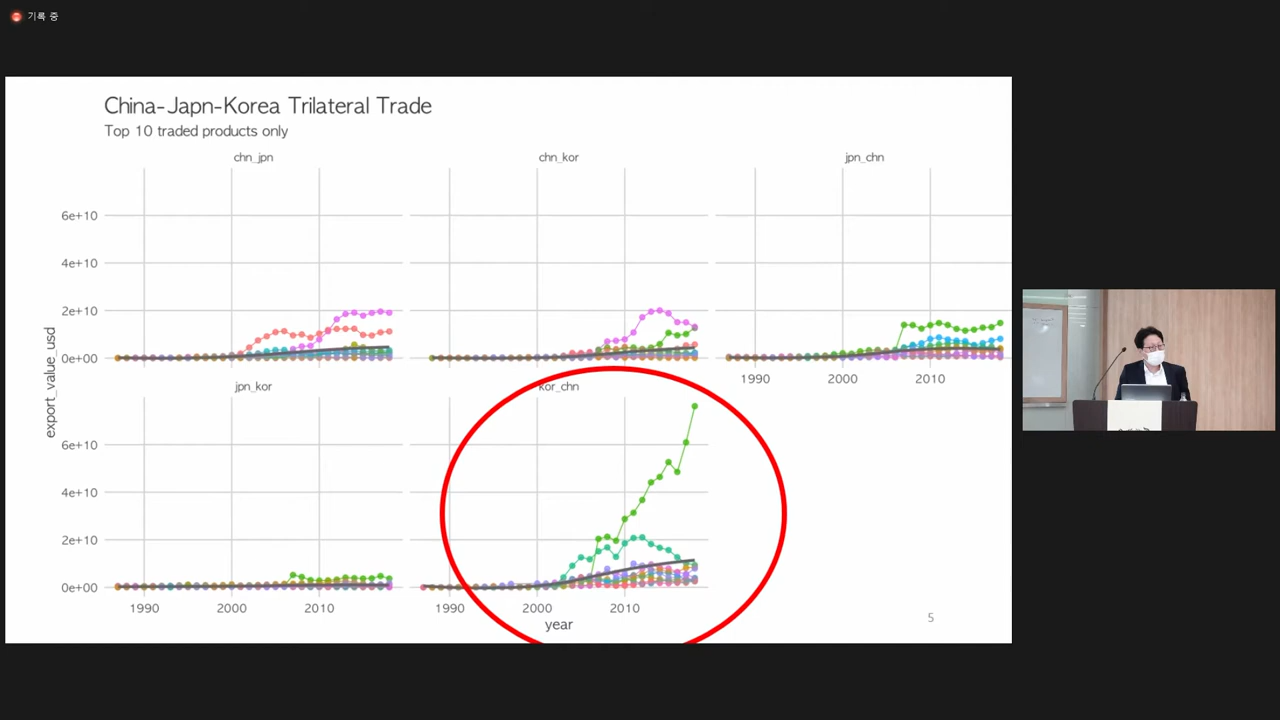 기록 중
China-Japn-Korea Trilateral Trade
Top 10 traded products only
chn_jpn
chn_kor
jpn_chn
6e+10
4e+10
2e+10
0e+00
1990
2000
2010
jpn_kor
kor_chn
6e+10
4e+10
2e+10
0e+00
1990
2000
2010
1990
2000
2010
export_value_usd
year
5